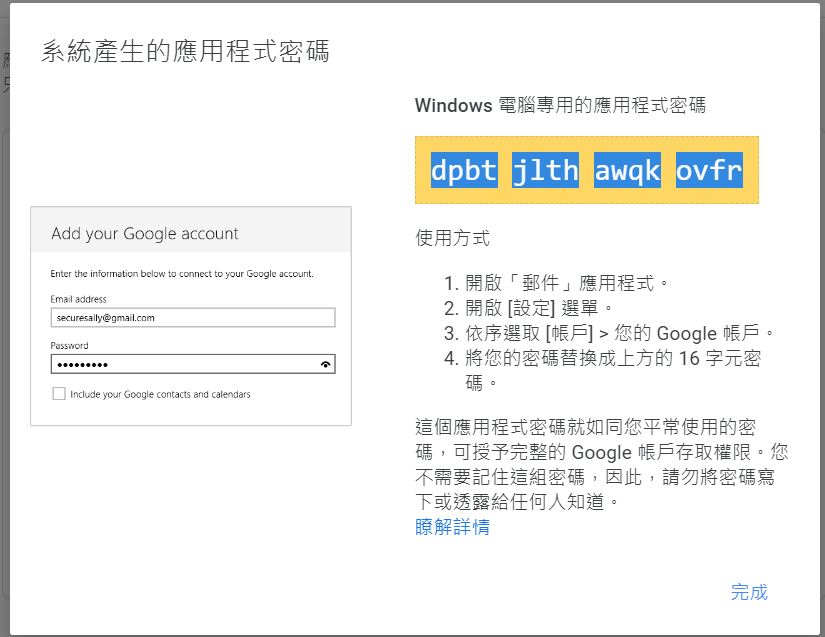 系統產生的應用程式密碼
Windows 電腦專用的應用程式密碼
dpbt jlth awqk ovfr
使用方式
1. 開啟「郵件」應用程式。
2. 開啟 [設定] 選單。
3. 依序選取 [帳戶] > 您的 Google 帳戶。
4. 將您的密碼替換成上方的 16 字元密
碼。
這個應用程式密碼就如同您平常使用的密
碼，可授予完整的 Google 帳戶存取權限。您
不需要記住這組密碼，因此，請勿將密碼寫
下或透露給任何人知道。
瞭解詳情
Add your Google account
Enter the information below to connect to your Google account.
Email address
securesally@gmail.com
Password
•••••••••
Include your Google contacts and calendars
完成